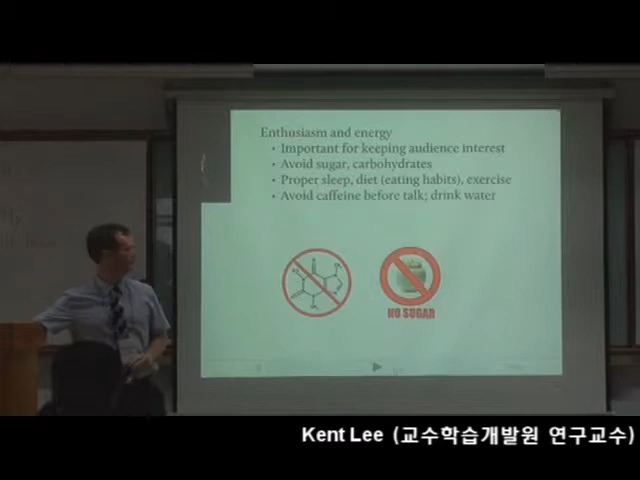 Enthusiasm and energy
• Important for keeping audience interest
• Avoid sugar, carbohydrates
• Proper sleep, diet (eating habits), exercise
• Avoid caffeine before talk; drink water
NO SUGAR
Kent Lee (교수학습개발원 연구교수)